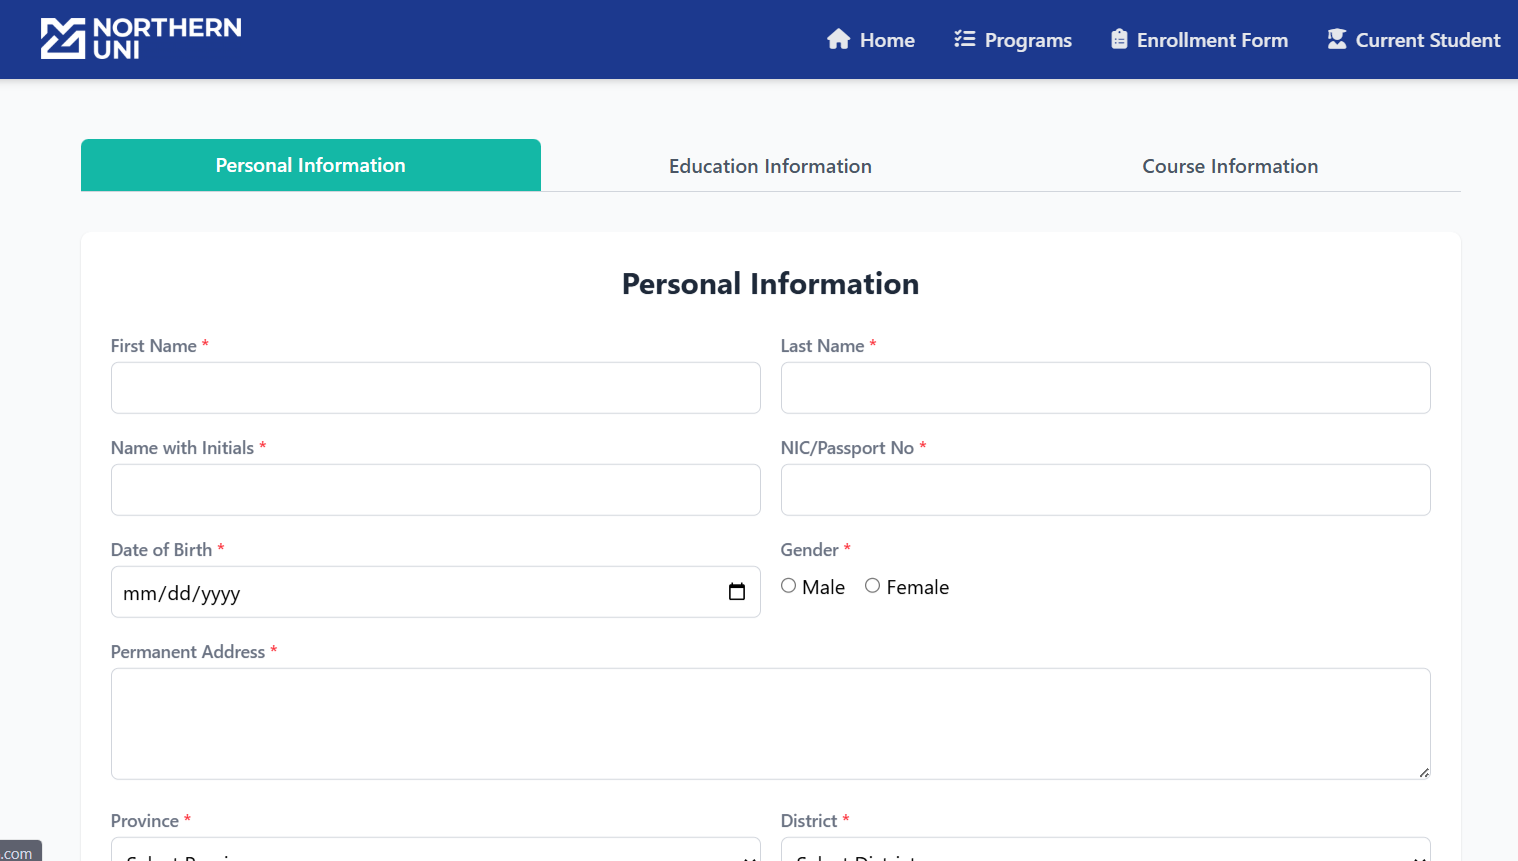 NORTHERN
UNI
Home Programs Enrollment Form Current Student
Personal Information Education Information Course Information
Personal Information
First Name * Last Name *
Name with Initials * NIC/Passport No *
Date of Birth * Gender *
mm/dd/yyyy Male Female
Permanent Address *
Province * District *
Select District
.com